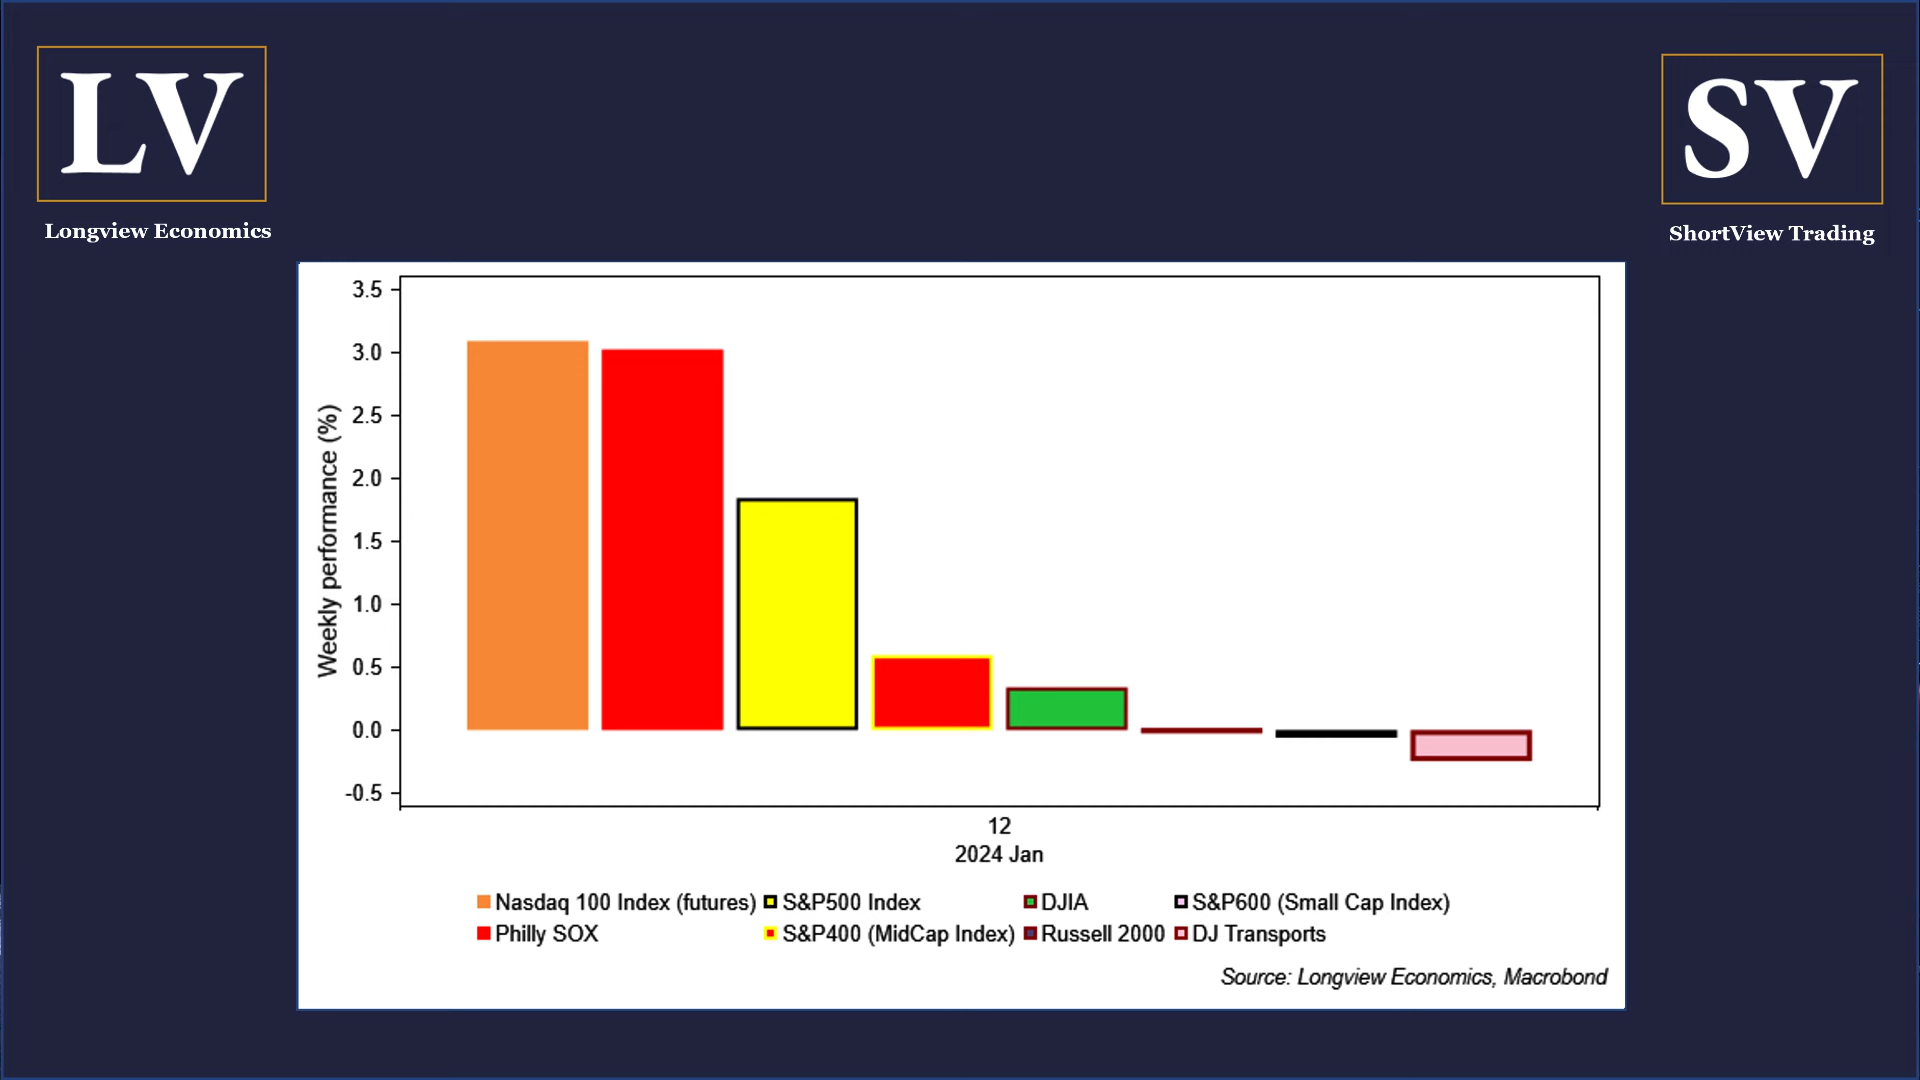 LV
Longview Economics
SV
ShortView Trading
Weekly performance (%)
3.5
3.0
2.5
2.0
1.5
1.0
0.5
0.0
-0.5
12
2024 Jan
Nasdaq 100 Index (futures) S&P500 Index DJIA S&P600 (Small Cap Index)
Philly SOX S&P400 (MidCap Index) Russell 2000 DJ Transports
Source: Longview Economics, Macrobond